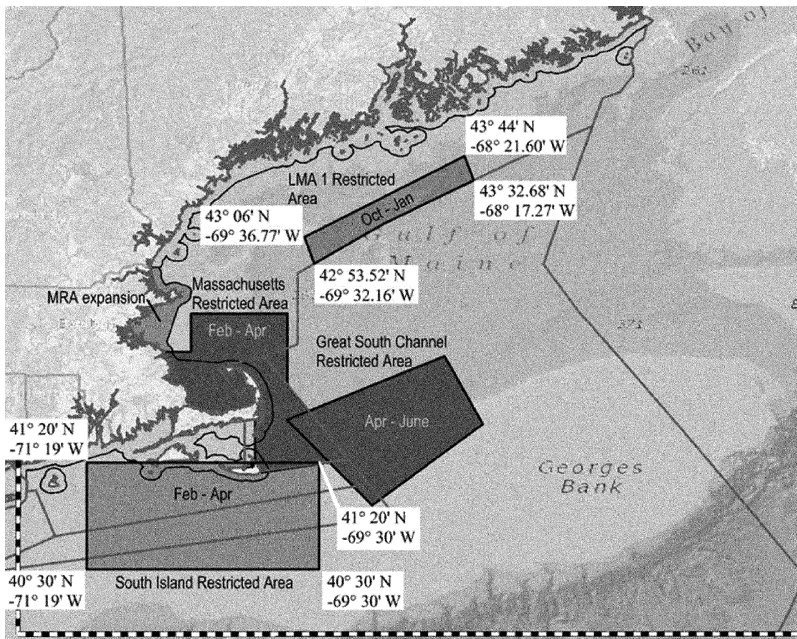 Bay of
261
43° 44' N
-68° 21.60' W
LMA 1 Restricted
Area
43° 32.68' N
-68° 17.27' W
Oct - Jan
43° 06' N
-69° 36.77' W
Gulf of
Maine
42° 53.52' N
-69° 32.16' W
Massachusetts
Restricted Area
MRA expansion
Feb - Apr
371
Great South Channel
Restricted Area
Apr - June
41° 20' N
-71° 19' W
Georges
Bank
Feb - Apr
41° 20' N
-69° 30' W
40° 30' N
-71° 19' W
South Island Restricted Area
40° 30' N
-69° 30' W